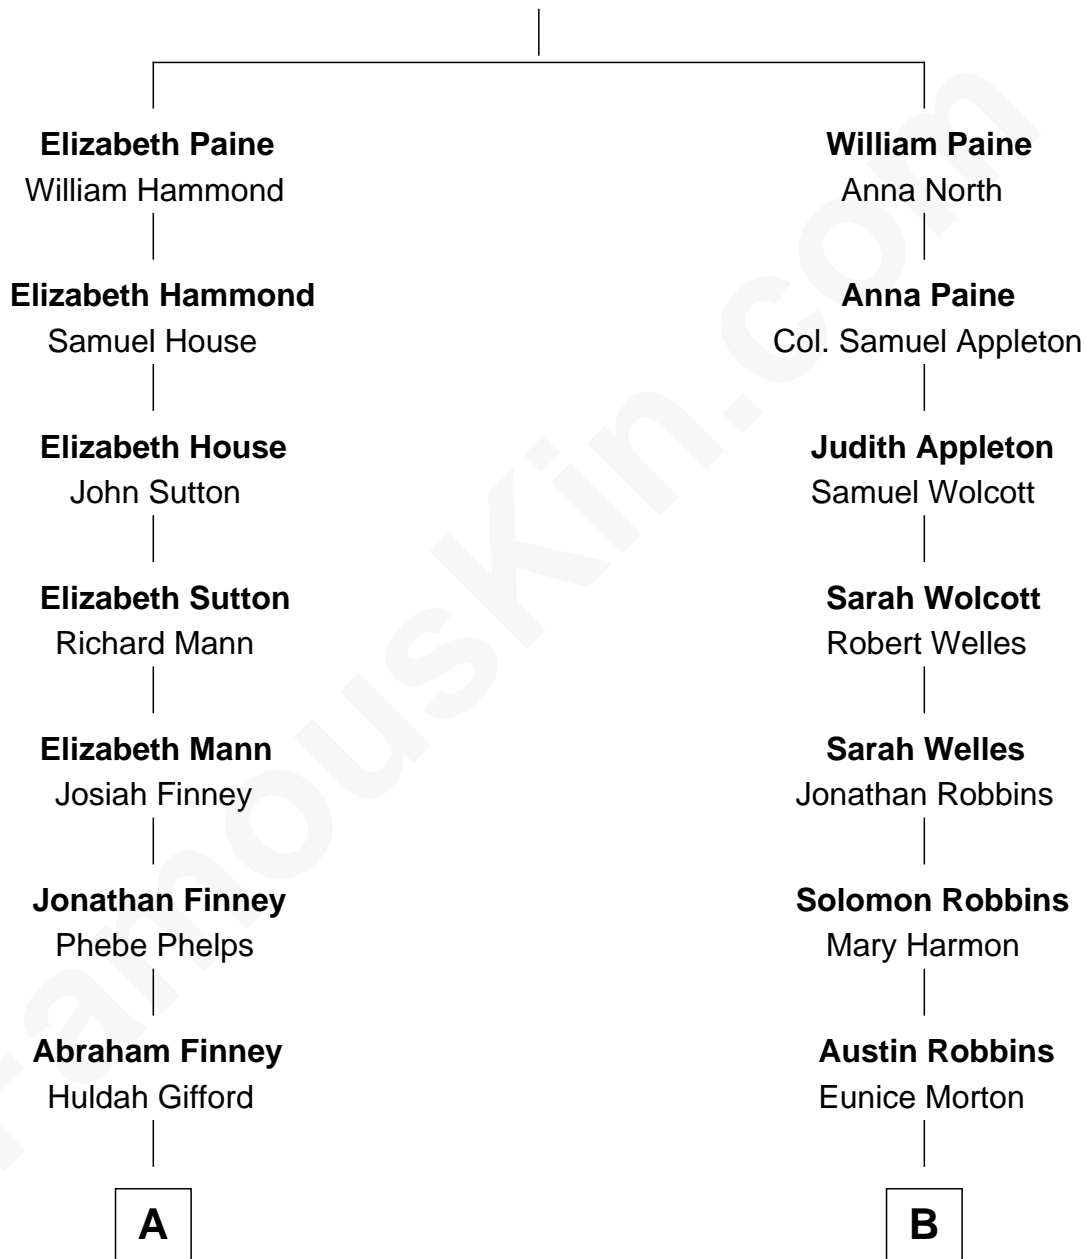 Elizabeth Paine
William Hammond
William Paine
Anna North
Elizabeth Hammond
Samuel House
Anna Paine
Col. Samuel Appleton
Elizabeth House
John Sutton
Judith Appleton
Samuel Wolcott
Elizabeth Sutton
Richard Mann
Sarah Wolcott
Robert Welles
Elizabeth Mann
Josiah Finney
Sarah Welles
Jonathan Robbins
Jonathan Finney
Phebe Phelps
Solomon Robbins
Mary Harmon
Abraham Finney
Huldah Gifford
Austin Robbins
Eunice Morton
A
B
FamousKin.com